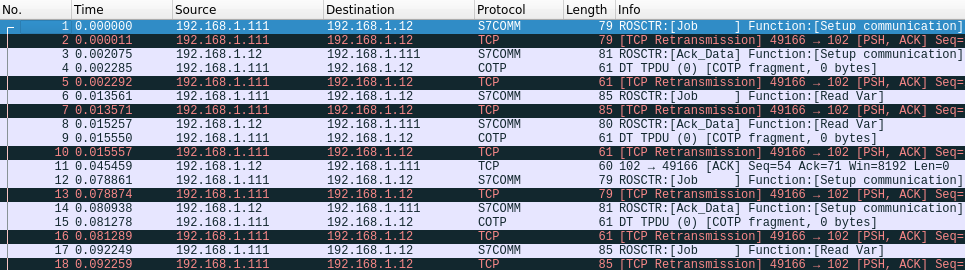 No. Time Source Destination Protocol Length Info
1 0.000000 192.168.1.111 192.168.1.12 S7COMM 79 ROSCTR:[Job ] Function:[Setup communication]
2 0.000011 192.168.1.111 192.168.1.12 TCP 79 [TCP Retransmission] 49166 → 102 [PSH, ACK] Seq=
3 0.002075 192.168.1.12 192.168.1.111 S7COMM 81 ROSCTR:[Ack_Data] Function:[Setup communication]
4 0.002285 192.168.1.111 192.168.1.12 COTP 61 DT TPDU (0) [COTP fragment, 0 bytes]
5 0.002292 192.168.1.111 192.168.1.12 TCP 61 [TCP Retransmission] 49166 → 102 [PSH, ACK] Seq=
6 0.013561 192.168.1.111 192.168.1.12 S7COMM 85 ROSCTR:[Job ] Function:[Read Var]
7 0.013571 192.168.1.111 192.168.1.12 TCP 85 [TCP Retransmission] 49166 → 102 [PSH, ACK] Seq=
8 0.015257 192.168.1.12 192.168.1.111 S7COMM 80 ROSCTR:[Ack_Data] Function:[Read Var]
9 0.015550 192.168.1.111 192.168.1.12 COTP 61 DT TPDU (0) [COTP fragment, 0 bytes]
10 0.015557 192.168.1.111 192.168.1.12 TCP 61 [TCP Retransmission] 49166 → 102 [PSH, ACK] Seq=
11 0.045459 192.168.1.12 192.168.1.111 TCP 60 102 → 49166 [ACK] Seq=54 Ack=71 Win=8192 Len=0
12 0.078861 192.168.1.111 192.168.1.12 S7COMM 79 ROSCTR:[Job ] Function:[Setup communication]
13 0.078874 192.168.1.111 192.168.1.12 TCP 79 [TCP Retransmission] 49166 → 102 [PSH, ACK] Seq=
14 0.080938 192.168.1.12 192.168.1.111 S7COMM 81 ROSCTR:[Ack_Data] Function:[Setup communication]
15 0.081278 192.168.1.111 192.168.1.12 COTP 61 DT TPDU (0) [COTP fragment, 0 bytes]
16 0.081289 192.168.1.111 192.168.1.12 TCP 61 [TCP Retransmission] 49166 → 102 [PSH, ACK] Seq=
17 0.092249 192.168.1.111 192.168.1.12 S7COMM 85 ROSCTR:[Job ] Function:[Read Var]
18 0.092259 192.168.1.111 192.168.1.12 TCP 85 [TCP Retransmission] 49166 → 102 [PSH, ACK] Seq=